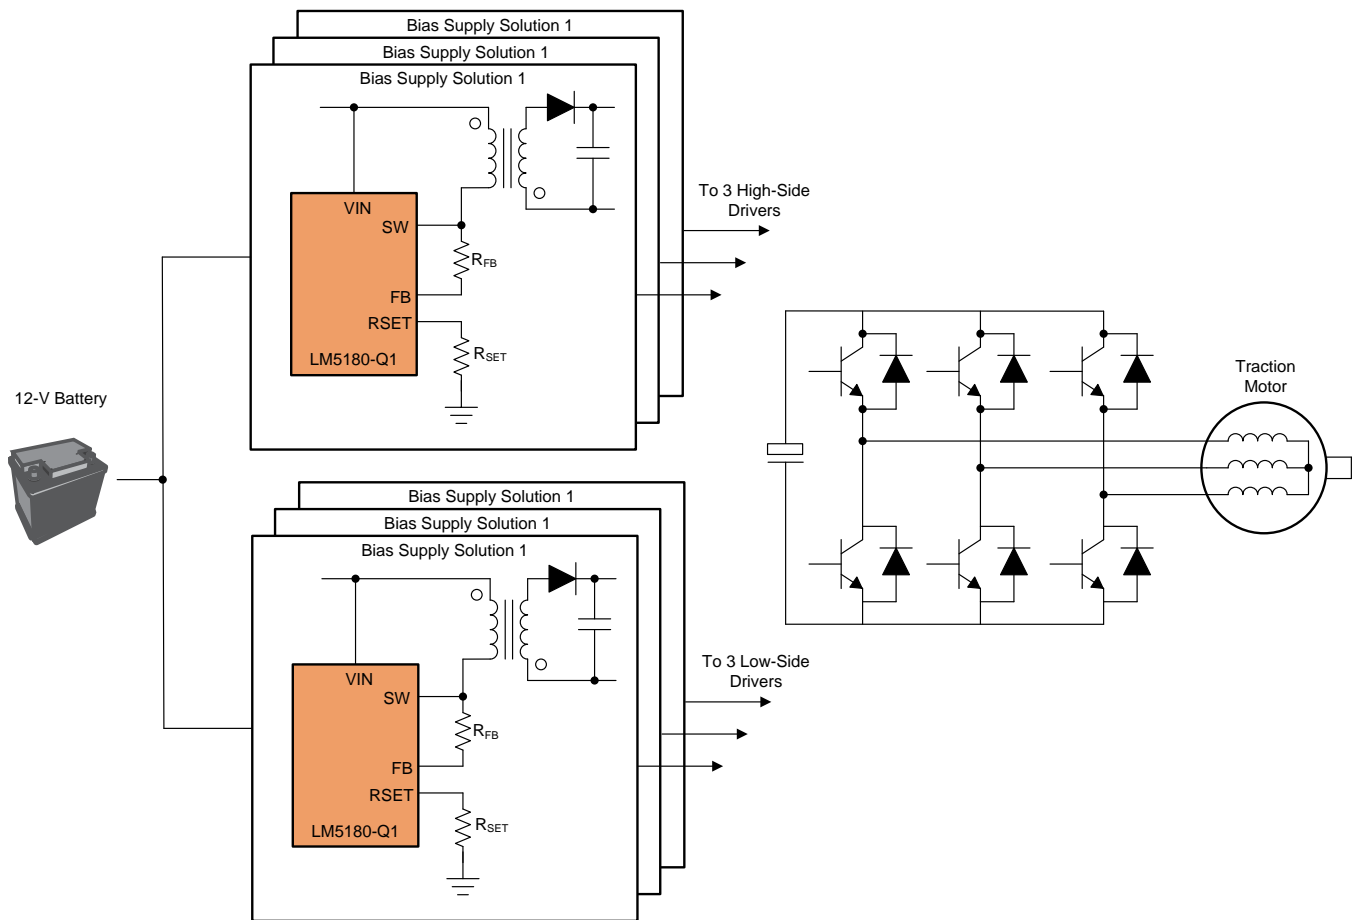 Bias Supply Solution 1
Bias Supply Solution 1
Bias Supply Solution 1
VIN
SW
RFB
FB
RSET
RSET
LM5180-Q1
To 3 High-Side
Drivers
12-V Battery
Traction
Motor
Bias Supply Solution 1
Bias Supply Solution 1
Bias Supply Solution 1
VIN
SW
RFB
FB
RSET
RSET
LM5180-Q1
To 3 Low-Side
Drivers